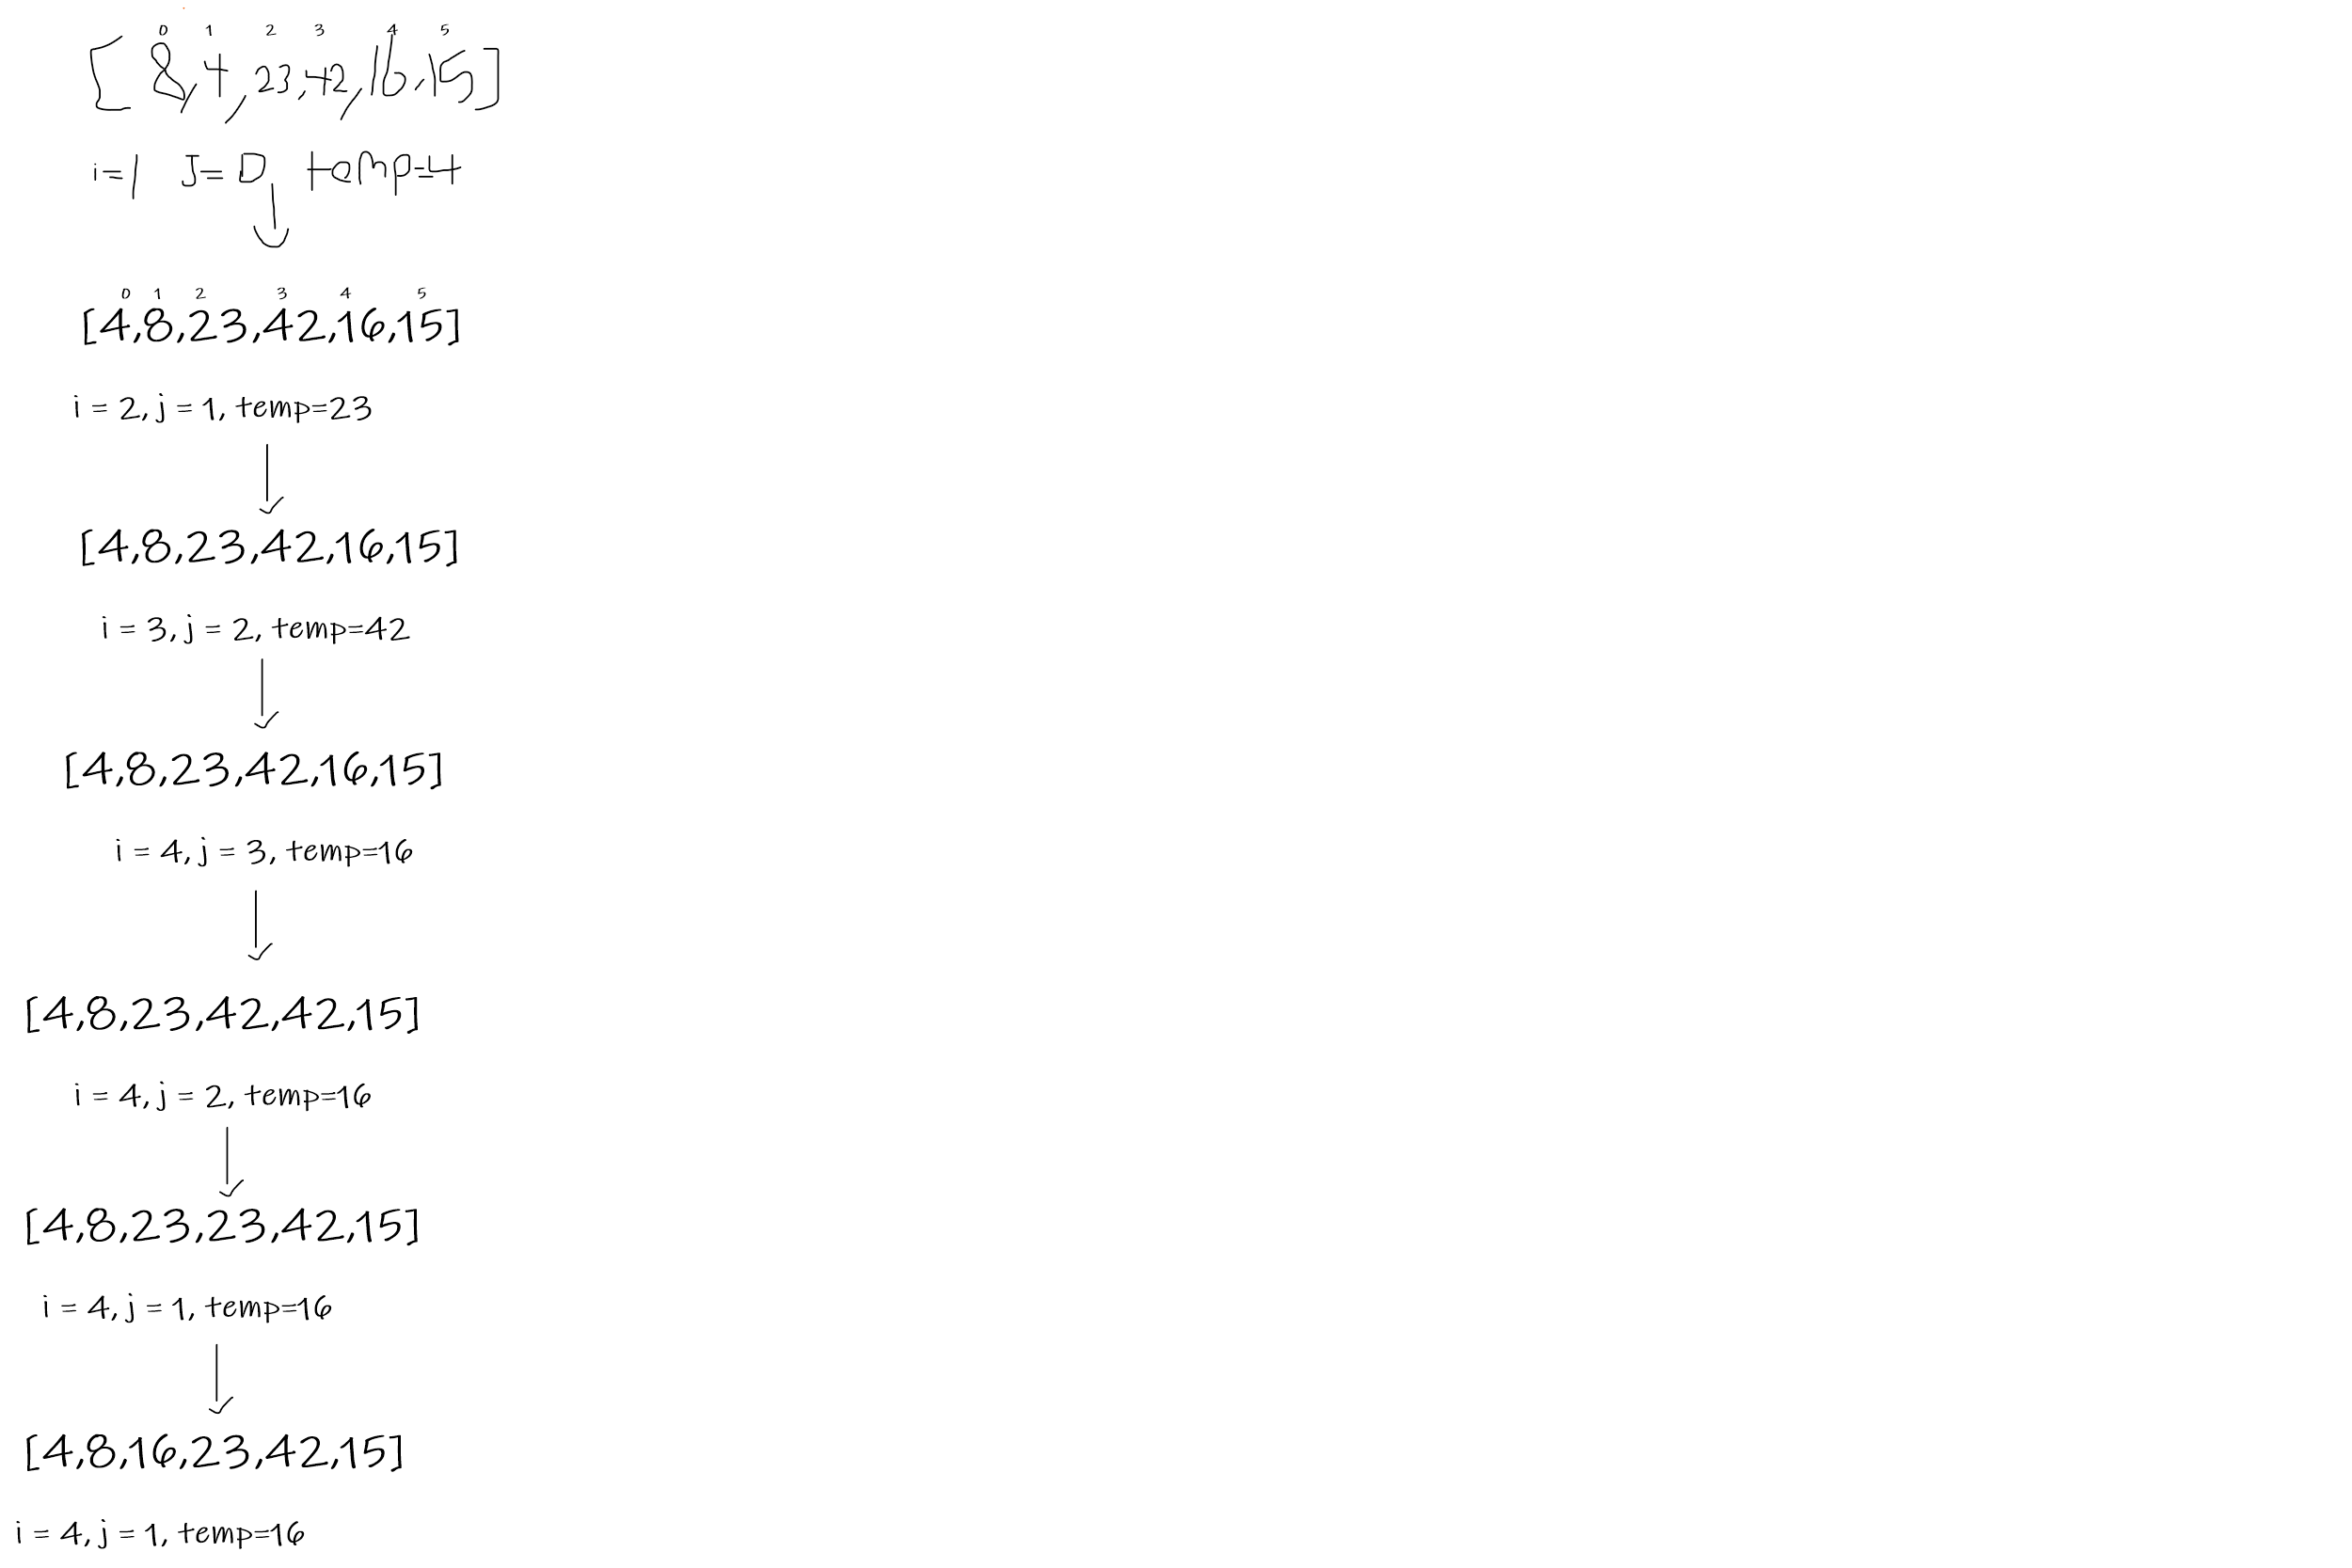 0 1 2 3 4 5
[8,4,23,42,16,15]
i=1 J=0, temp=4
0 1 2 3 4 5
[4,8,23,42,16,15]
i = 2, j = 1, temp=23
[4,8,23,42,16,15]
i = 3, j = 2, temp=42
[4,8,23,42,16,15]
i = 4, j = 3, temp=16
[4,8,23,42,42,15]
i = 4, j = 2, temp=16
[4,8,23,23,42,15]
i = 4, j = 1, temp=16
[4,8,16,23,42,15]
i = 4, j = 1, temp=16